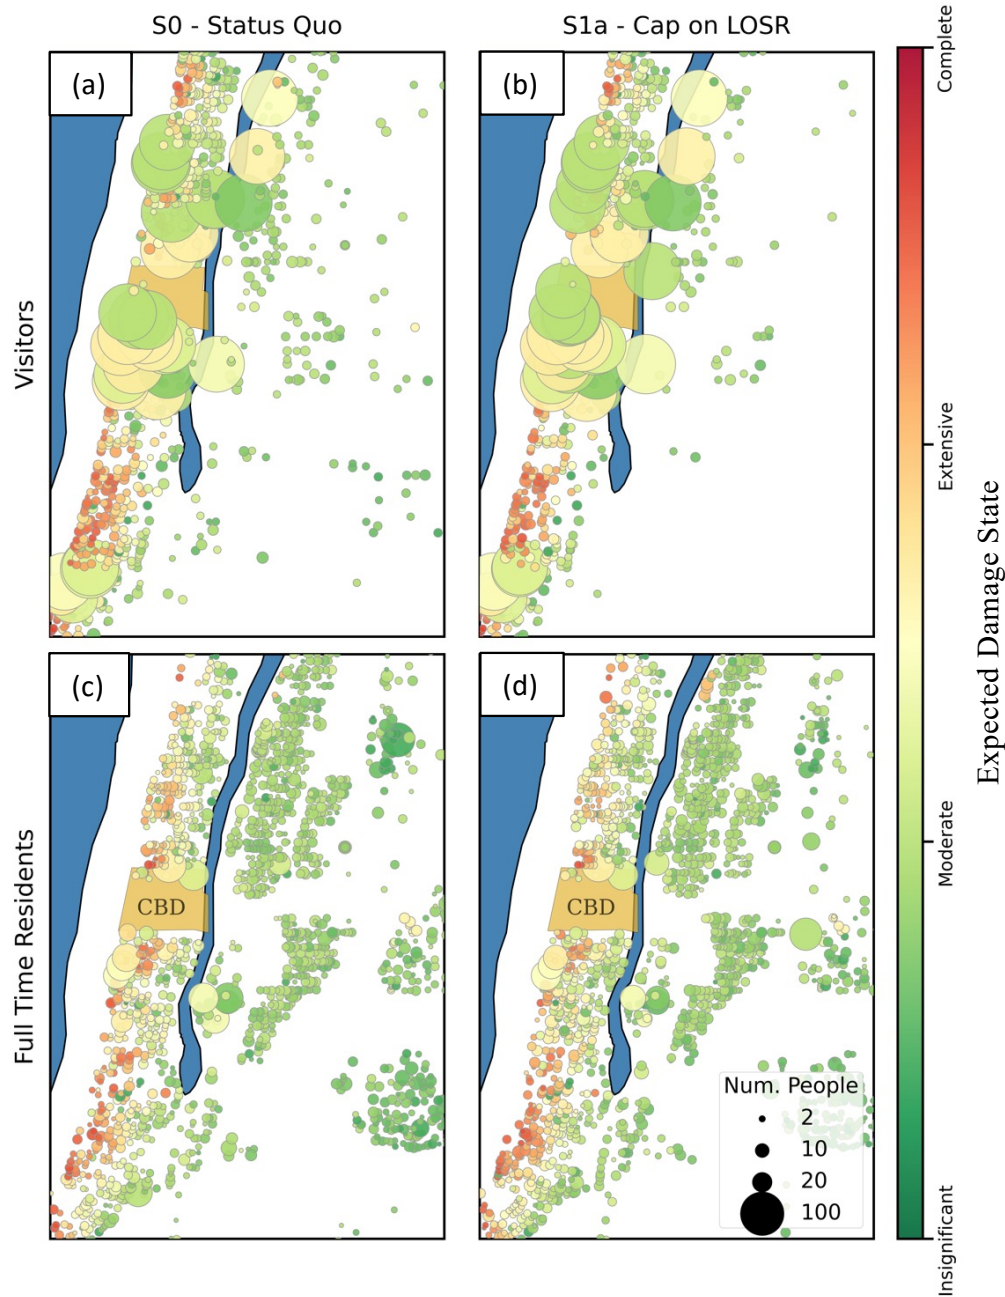 S0 - Status Quo
S1a - Cap on LOSR
(a)
(b)
Visitors
(c)
(d)
Full Time Residents
CBD
CBD
Num. People
2
10
20
100
Complete
Extensive
Moderate
Insignificant
Expected Damage State